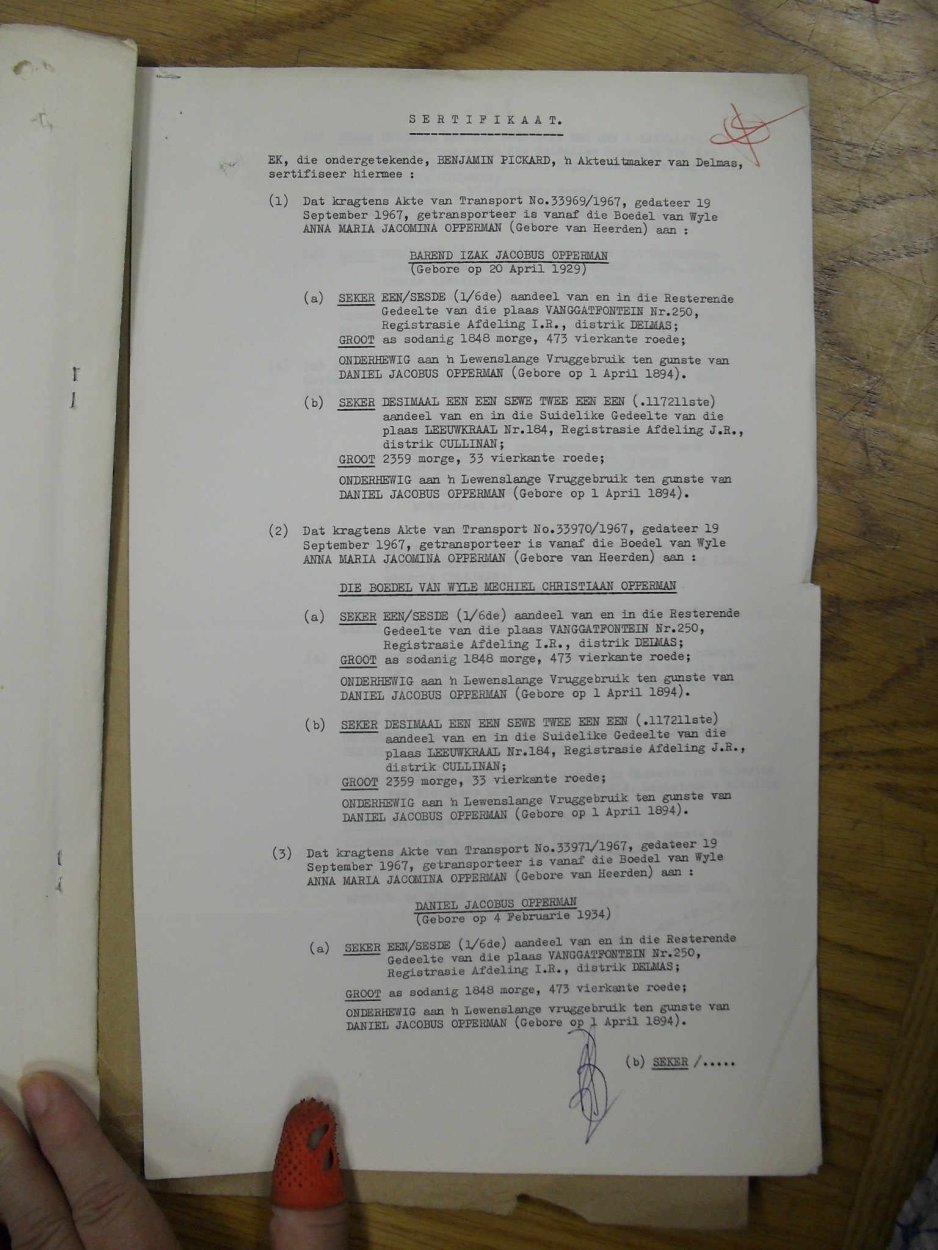 S E R T I F I K A A T.
EK, die ondergetekende, BENJAMIN PICKARD, 'n Akteuitmaker van Delmas,
sertifiseer hiermee :
(1) Dat kragtens Akte van Transport No.33969/1967, gedateer 19
September 1967, getransporteer is vanaf die Boedel van Wyle
ANNA MARIA JACOMINA OPPERMAN (Gebore van Heerden) aan :
BAREND IZAK JACOBUS OPPERMAN
(Gebore op 20 April 1929)
(a) SEKER EEN/SESDE (1/6de) aandeel van en in die Resterende
Gedeelte van die plaas VANGGATFONTEIN Nr.250,
Registrasie Afdeling I.R., distrik DELMAS;
GROOT as sodanig 1848 morge, 473 vierkante roede;
ONDERHEWIG aan 'n Lewenslange Vruggebruik ten gunste van
DANIEL JACOBUS OPPERMAN (Gebore op 1 April 1894).
(b) SEKER DESIMAAL EEN EEN SEWE TWEE EEN EEN (.117211ste)
aandeel van en in die Suidelike Gedeelte van die
plaas LEEUWKRAAL Nr.184, Registrasie Afdeling J.R.,
distrik CULLINAN;
GROOT 2359 morge, 33 vierkante roede;
ONDERHEWIG aan 'n Lewenslange Vruggebruik ten gunste van
DANIEL JACOBUS OPPERMAN (Gebore op 1 April 1894).
(2) Dat kragtens Akte van Transport No.33970/1967, gedateer 19
September 1967, getransporteer is vanaf die Boedel van Wyle
ANNA MARIA JACOMINA OPPERMAN (Gebore van Heerden) aan :
DIE BOEDEL VAN WYLE MECHIEL CHRISTIAAN OPPERMAN
(a) SEKER EEN/SESDE (1/6de) aandeel van en in die Resterende
Gedeelte van die plaas VANGGATFONTEIN Nr.250,
Registrasie Afdeling I.R., distrik DELMAS;
GROOT as sodanig 1848 morge, 473 vierkante roede;
ONDERHEWIG aan 'n Lewenslange Vruggebruik ten gunste van
DANIEL JACOBUS OPPERMAN (Gebore op 1 April 1894).
(b) SEKER DESIMAAL EEN EEN SEWE TWEE EEN EEN (.117211ste)
aandeel van en in die Suidelike Gedeelte van die
plaas LEEUWKRAAL Nr.184, Registrasie Afdeling J.R.,
distrik CULLINAN;
GROOT 2359 morge, 33 vierkante roede;
ONDERHEWIG aan 'n Lewenslange Vruggebruik ten gunste van
DANIEL JACOBUS OPPERMAN (Gebore op 1 April 1894).
(3) Dat kragtens Akte van Transport No.33971/1967, gedateer 19
September 1967, getransporteer is vanaf die Boedel van Wyle
ANNA MARIA JACOMINA OPPERMAN (Gebore van Heerden) aan :
DANIEL JACOBUS OPPERMAN
(Gebore op 4 Februarie 1934)
(a) SEKER EEN/SESDE (1/6de) aandeel van en in die Resterende
Gedeelte van die plaas VANGGATFONTEIN Nr.250,
Registrasie Afdeling I.R., distrik DELMAS;
GROOT as sodanig 1848 morge, 473 vierkante roede;
ONDERHEWIG aan 'n Lewenslange vruggebruik ten gunste van
DANIEL JACOBUS OPPERMAN (Gebore op 1 April 1894).
(b) SEKER /.....